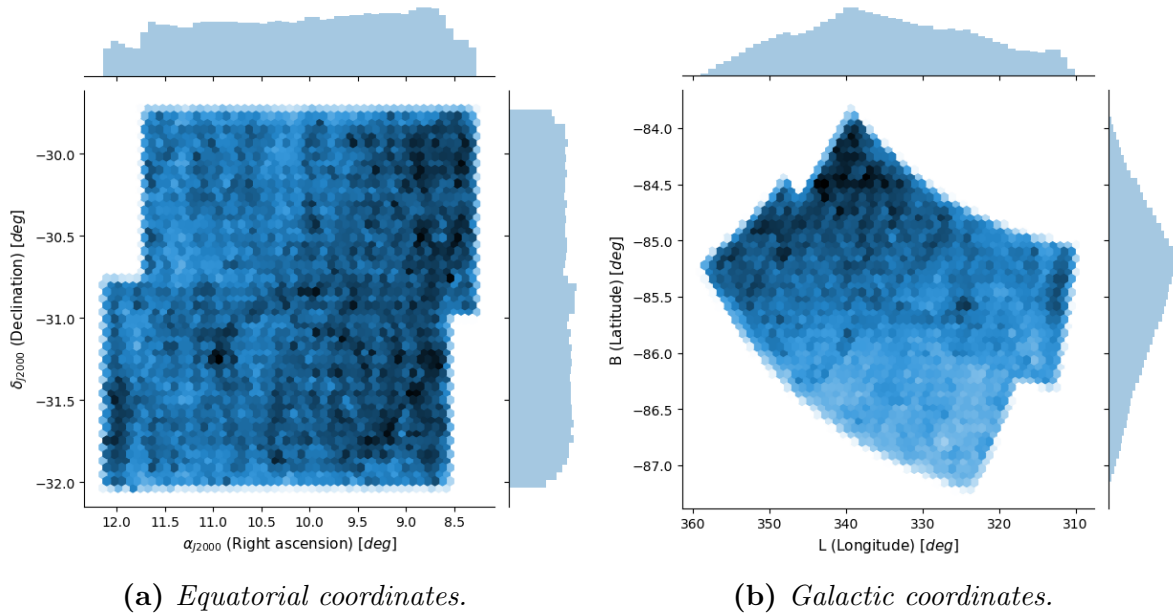 −30.0
−30.5
−31.0
−31.5
−32.0
δJ2000 (Declination) [deg]
12.0 11.5 11.0 10.5 10.0 9.5 9.0 8.5
αJ2000 (Right ascension) [deg]
(a) Equatorial coordinates.
−84.0
−84.5
−85.0
−85.5
−86.0
−86.5
−87.0
B (Latitude) [deg]
360 350 340 330 320 310
L (Longitude) [deg]
(b) Galactic coordinates.